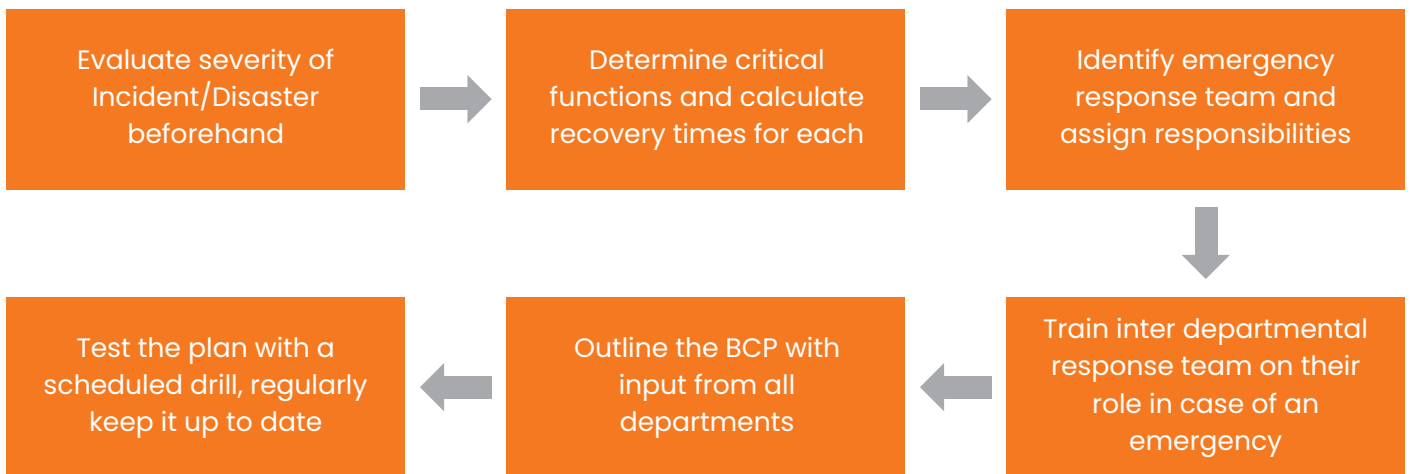 Evaluate severity of
Incident/Disaster
beforehand
Determine critical
functions and calculate
recovery times for each
Identify emergency
response team and
assign responsibilities
Train inter departmental
response team on their
role in case of an
emergency
Outline the BCP with
input from all
departments
Test the plan with a
scheduled drill, regularly
keep it up to date